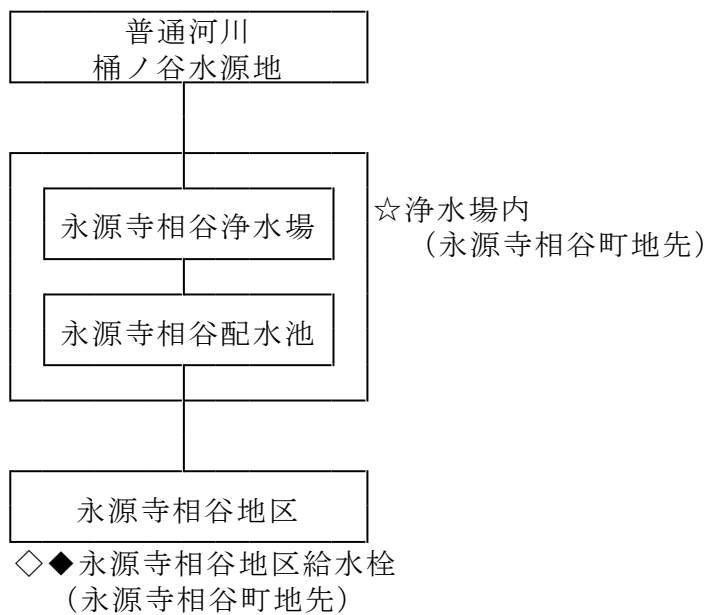 普通河川
桶ノ谷水源地
永源寺相谷浄水場
☆浄水場内
（永源寺相谷町地先）
永源寺相谷配水池
永源寺相谷地区
◇◆永源寺相谷地区給水栓
（永源寺相谷町地先）